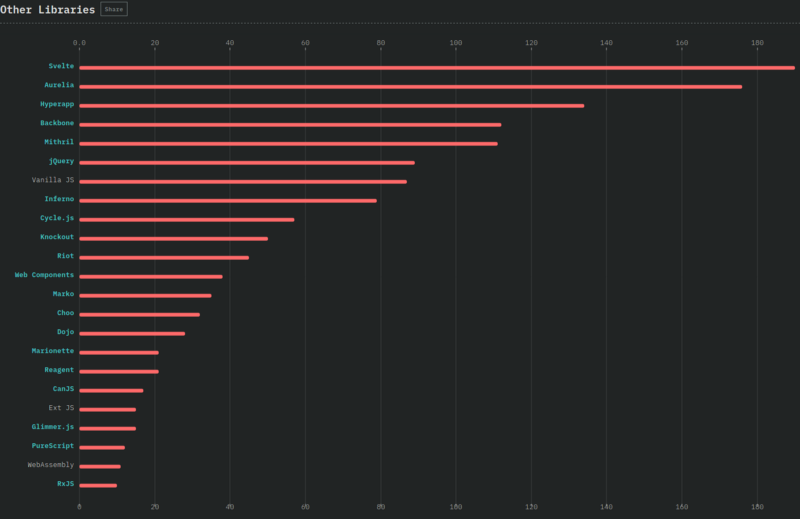 Other Libraries Share
0.0 20 40 60 80 100 120 140 160 180
Svelte
Aurelia
Hyperapp
Backbone
Mithril
jQuery
Vanilla JS
Inferno
Cycle.js
Knockout
Riot
Web Components
Marko
Choo
Dojo
Marionette
Reagent
CanJS
Ext JS
Glimmer.js
PureScript
WebAssembly
RxJS
0 20 40 60 80 100 120 140 160 180